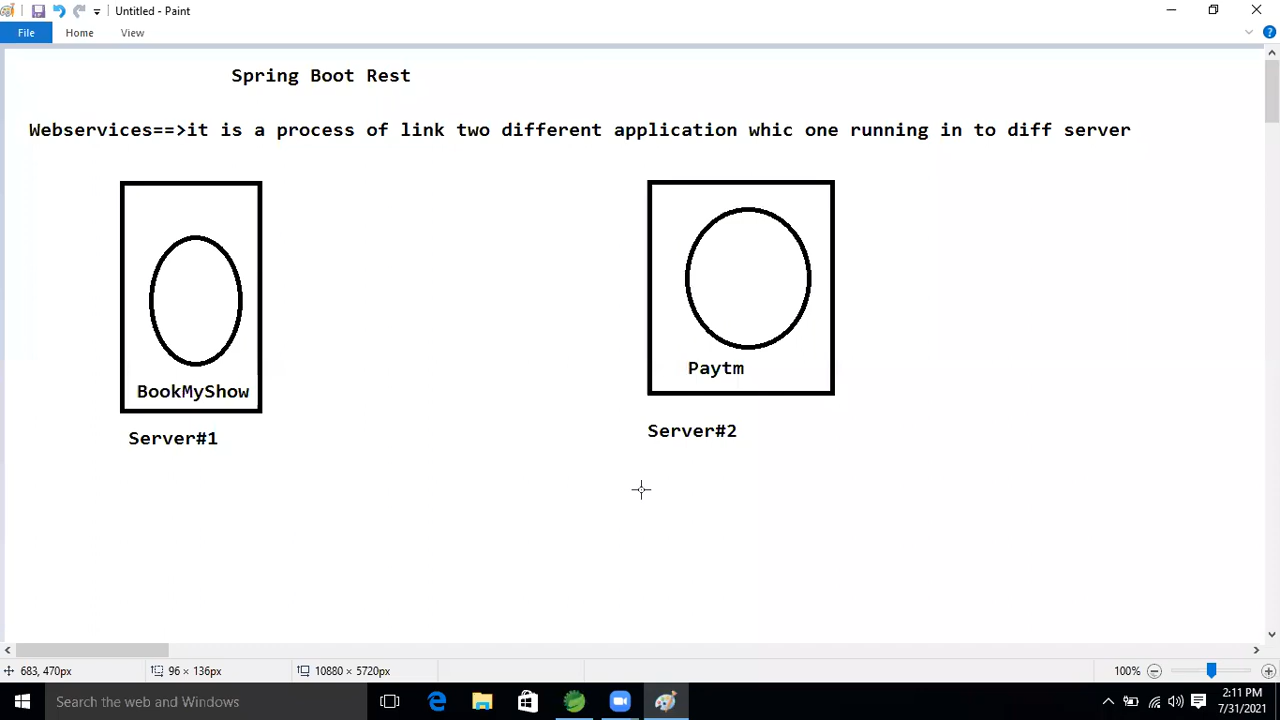 Untitled - Paint
File Home View
Spring Boot Rest
Webservices==>it is a process of link two different application whic one running in to diff server
BookMyShow
Paytm
Server#1
Server#2
683, 470px 96 × 136px 10880 × 5720px 100%
Search the web and Windows
2:11 PM
7/31/2021